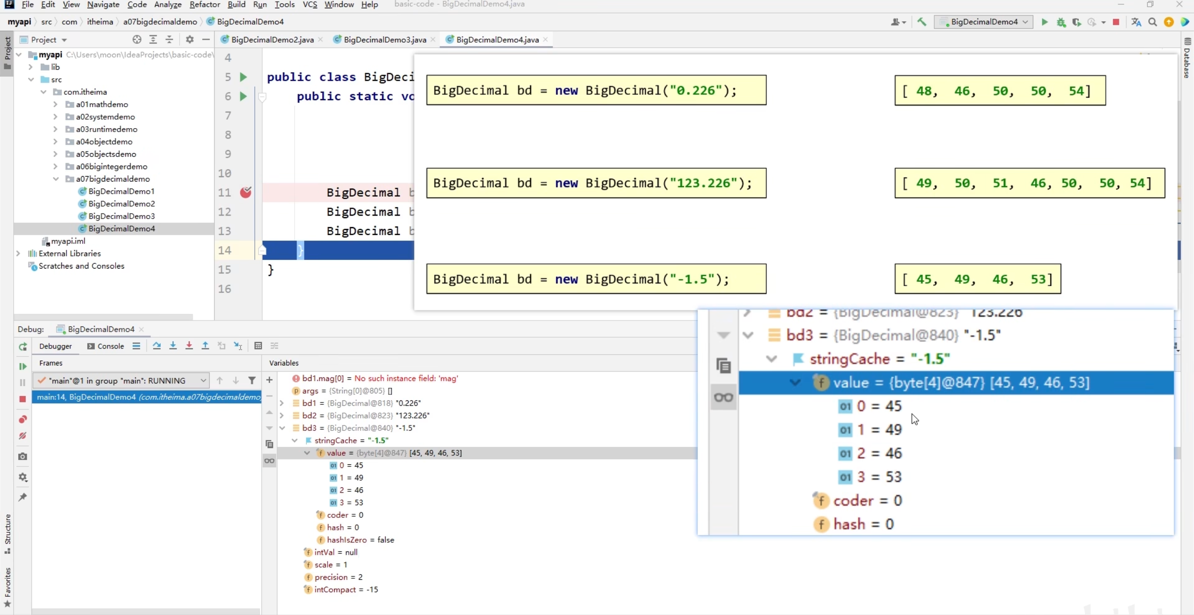 File Edit View Navigate Code Analyze Refactor Build Run Tools VCS Window Help basic-code - BigDecimalDemo4.java
myapi src com itheima a07bigdecimaldemo BigDecimalDemo4
BigDecimalDemo4
Project
BigDecimalDemo2.java BigDecimalDemo3.java BigDecimalDemo4.java
Project
Database
myapi C:\Users\moon\IdeaProjects\basic-code\
lib
src
com.itheima
a01mathdemo
a02systemdemo
a03runtimedemo
a04objectdemo
a05objectsdemo
a06bigintegerdemo
a07bigdecimaldemo
BigDecimalDemo1
BigDecimalDemo2
BigDecimalDemo3
BigDecimalDemo4
myapi.iml
External Libraries
Scratches and Consoles
4
5 public class BigDeci
6 public static vo
7
8
9
10
11 BigDecimal b
12 BigDecimal b
13 BigDecimal b
14 }
15 }
16
BigDecimal bd = new BigDecimal("0.226"); [ 48, 46, 50, 50, 54]
BigDecimal bd = new BigDecimal("123.226"); [ 49, 50, 51, 46, 50, 50, 54]
BigDecimal bd = new BigDecimal("-1.5"); [ 45, 49, 46, 53]
Debug: BigDecimalDemo4
Debugger Console
Frames
"main"@1 in group "main": RUNNING
main:14, BigDecimalDemo4 (com.itheima.a07bigdecimaldemo
Variables
bd1.mag[0] = No such instance field: 'mag'
args = {String[0]@805} []
bd1 = {BigDecimal@818} "0.226"
bd2 = {BigDecimal@823} "123.226"
bd3 = {BigDecimal@840} "-1.5"
stringCache = "-1.5"
value = {byte[4]@847} [45, 49, 46, 53]
0 = 45
1 = 49
2 = 46
3 = 53
coder = 0
hash = 0
hashIsZero = false
intVal = null
scale = 1
precision = 2
intCompact = -15
bd2 = {BigDecimal@823} "123.226"
bd3 = {BigDecimal@840} "-1.5"
stringCache = "-1.5"
value = {byte[4]@847} [45, 49, 46, 53]
0 = 45
1 = 49
2 = 46
3 = 53
coder = 0
hash = 0
Structure
Favorites